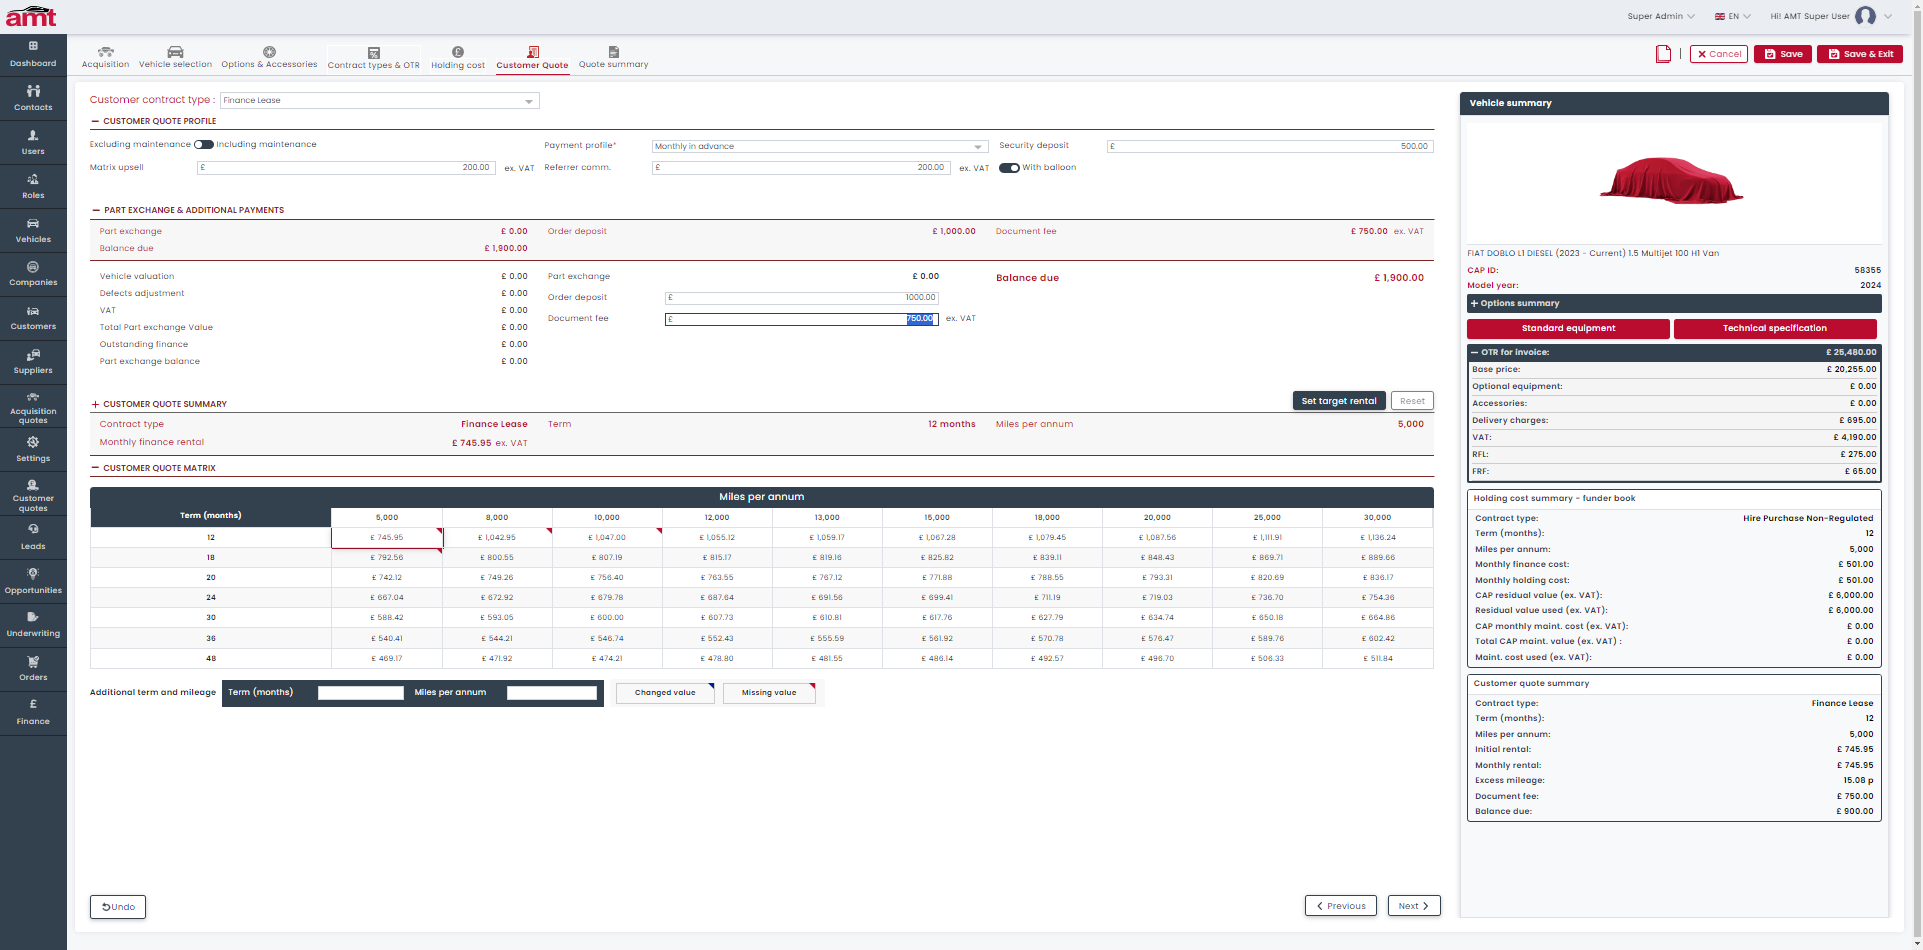 amt
Super Admin
EN
Hi! AMT Super User
Dashboard
Contacts
Users
Roles
Vehicles
Companies
Customers
Suppliers
Acquisition
quotes
Settings
Customer
quotes
Leads
Opportunities
Underwriting
Orders
£
Finance
Acquisition Vehicle selection Options & Accessories Contract types & OTR Holding cost Customer Quote Quote summary
Cancel Save Save & Exit
Customer contract type : Finance Lease
CUSTOMER QUOTE PROFILE
Excluding maintenance Including maintenance Payment profile* Monthly in advance Security deposit £ 500.00
Matrix upsell £ 200.00 ex. VAT Referrer comm. £ 200.00 ex. VAT With balloon
PART EXCHANGE & ADDITIONAL PAYMENTS
Part exchange £ 0.00 Order deposit £ 1,000.00 Document fee £ 750.00 ex. VAT
Balance due £ 1,900.00
Vehicle valuation £ 0.00 Part exchange £ 0.00 Balance due £ 1,900.00
Defects adjustment £ 0.00 Order deposit £ 1000.00
VAT £ 0.00 Document fee £ 750.00 ex. VAT
Total Part exchange Value £ 0.00
Outstanding finance £ 0.00
Part exchange balance £ 0.00
CUSTOMER QUOTE SUMMARY Set target rental Reset
Contract type Finance Lease Term 12 months Miles per annum 5,000
Monthly finance rental £ 745.95 ex. VAT
CUSTOMER QUOTE MATRIX
Miles per annum
Term (months) 5,000 8,000 10,000 12,000 13,000 15,000 18,000 20,000 25,000 30,000
12 £ 745.95 £ 1,042.95 £ 1,047.00 £ 1,055.12 £ 1,059.17 £ 1,067.28 £ 1,079.45 £ 1,087.56 £ 1,111.91 £ 1,136.24
18 £ 792.56 £ 800.55 £ 807.19 £ 815.17 £ 819.16 £ 825.82 £ 839.11 £ 848.43 £ 869.71 £ 889.66
20 £ 742.12 £ 749.26 £ 756.40 £ 763.55 £ 767.12 £ 771.88 £ 788.55 £ 793.31 £ 820.69 £ 836.17
24 £ 667.04 £ 672.92 £ 679.78 £ 687.64 £ 691.56 £ 699.41 £ 711.19 £ 719.03 £ 736.70 £ 754.36
30 £ 588.42 £ 593.05 £ 600.00 £ 607.73 £ 610.81 £ 617.76 £ 627.79 £ 634.74 £ 650.18 £ 664.86
36 £ 540.41 £ 544.21 £ 546.74 £ 552.43 £ 555.59 £ 561.92 £ 570.78 £ 576.47 £ 589.76 £ 602.42
48 £ 469.17 £ 471.92 £ 474.21 £ 478.80 £ 481.55 £ 486.14 £ 492.57 £ 496.70 £ 506.33 £ 511.84
Additional term and mileage Term (months) Miles per annum Changed value Missing value
Undo Previous Next
Vehicle summary
FIAT DOBLO L1 DIESEL (2023 - Current) 1.5 Multijet 100 H1 Van
CAP ID: 58355
Model year: 2024
Options summary
Standard equipment Technical specification
OTR for invoice: £ 25,480.00
Base price: £ 20,255.00
Optional equipment: £ 0.00
Accessories: £ 0.00
Delivery charges: £ 695.00
VAT: £ 4,190.00
RFL: £ 275.00
FRF: £ 65.00
Holding cost summary - funder book
Contract type: Hire Purchase Non-Regulated
Term (months): 12
Miles per annum: 5,000
Monthly finance cost: £ 501.00
Monthly holding cost: £ 501.00
CAP residual value (ex. VAT): £ 6,000.00
Residual value used (ex. VAT): £ 6,000.00
CAP monthly maint. cost (ex. VAT): £ 0.00
Total CAP maint. value (ex. VAT) : £ 0.00
Maint. cost used (ex. VAT): £ 0.00
Customer quote summary
Contract type: Finance Lease
Term (months): 12
Miles per annum: 5,000
Initial rental: £ 745.95
Monthly rental: £ 745.95
Excess mileage: 15.08 p
Document fee: £ 750.00
Balance due: £ 900.00